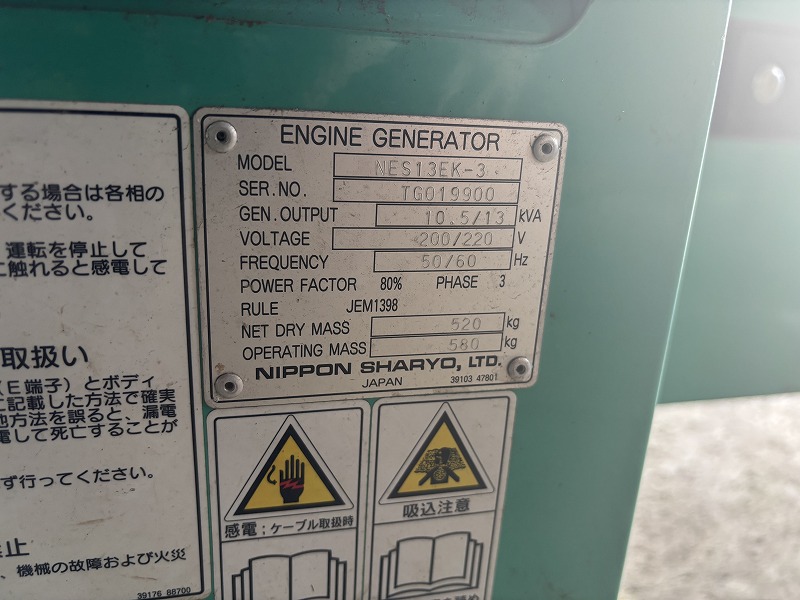 する場合は各相の
ください。
運転を停止して
に触れると感電して
取扱い
（E端子）とボディ
に記載した方法で確実
他方法を誤ると、漏電
電して死亡することが
ず行ってください。
止
、機械の故障および火災
39176 88700
ENGINE GENERATOR
MODEL NES13EK-3
SER.NO. TG019900
GEN.OUTPUT 10.5/13 kVA
VOLTAGE 200/220 V
FREQUENCY 50/60 Hz
POWER FACTOR 80% PHASE 3
RULE JEM1398
NET DRY MASS 520 kg
OPERATING MASS 580 kg
NIPPON SHARYO, LTD.
JAPAN 39103 47801
感電；ケーブル取扱時
吸込注意